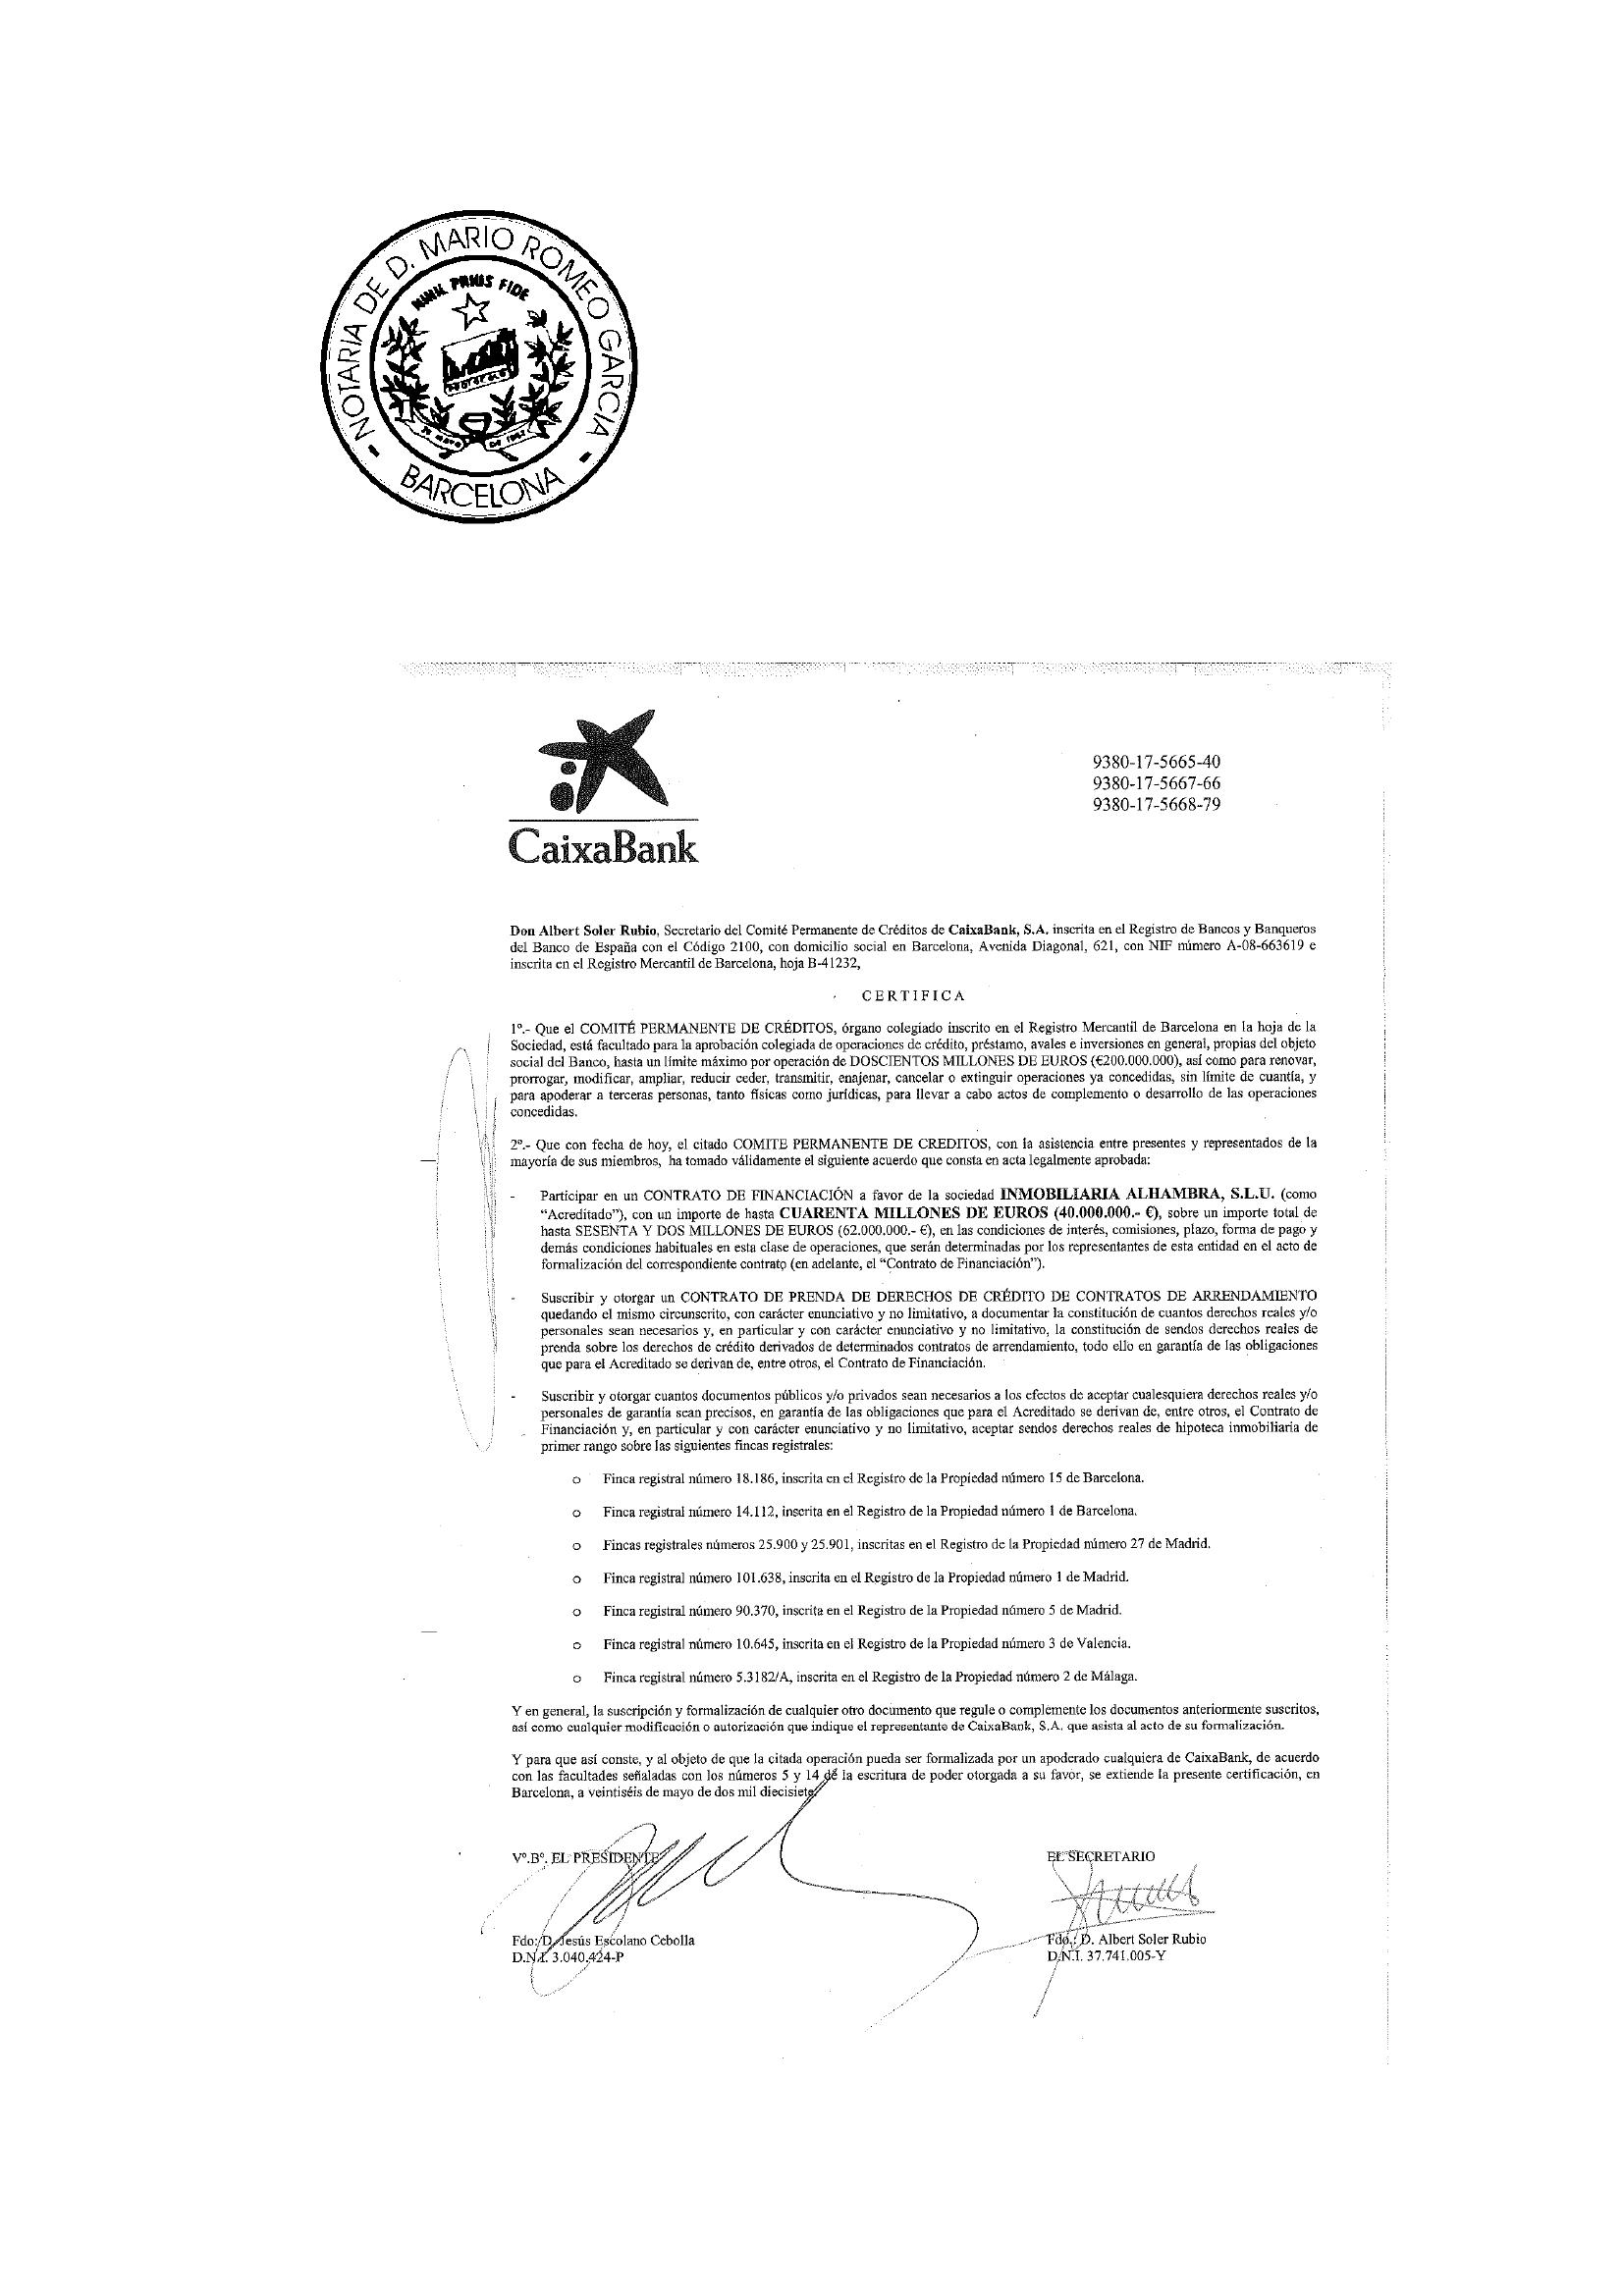 NOTARIA DE D. MARIO ROMEO GARCIA
NIHIL PRIUS FIDE
BARCELONA
9380-17-5665-40
9380-17-5667-66
9380-17-5668-79
CaixaBank
Don Albert Soler Rubio, Secretario del Comité Permanente de Créditos de CaixaBank, S.A. inscrita en el Registro de Bancos y Banqueros
del Banco de España con el Código 2100, con domicilio social en Barcelona, Avenida Diagonal, 621, con NIF número A-08-663619 e
inscrita en el Registro Mercantil de Barcelona, hoja B-41232,
CERTIFICA
1º.- Que el COMITÉ PERMANENTE DE CRÉDITOS, órgano colegiado inscrito en el Registro Mercantil de Barcelona en la hoja de la
Sociedad, está facultado para la aprobación colegiada de operaciones de crédito, préstamo, avales e inversiones en general, propias del objeto
social del Banco, hasta un límite máximo por operación de DOSCIENTOS MILLONES DE EUROS (€200.000.000), así como para renovar,
prorrogar, modificar, ampliar, reducir ceder, transmitir, enajenar, cancelar o extinguir operaciones ya concedidas, sin límite de cuantía, y
para apoderar a terceras personas, tanto físicas como jurídicas, para llevar a cabo actos de complemento o desarrollo de las operaciones
concedidas.
2º.- Que con fecha de hoy, el citado COMITE PERMANENTE DE CREDITOS, con la asistencia entre presentes y representados de la
mayoría de sus miembros, ha tomado válidamente el siguiente acuerdo que consta en acta legalmente aprobada:
- Participar en un CONTRATO DE FINANCIACIÓN a favor de la sociedad INMOBILIARIA ALHAMBRA, S.L.U. (como
"Acreditado"), con un importe de hasta CUARENTA MILLONES DE EUROS (40.000.000.- €), sobre un importe total de
hasta SESENTA Y DOS MILLONES DE EUROS (62.000.000.- €), en las condiciones de interés, comisiones, plazo, forma de pago y
demás condiciones habituales en esta clase de operaciones, que serán determinadas por los representantes de esta entidad en el acto de
formalización del correspondiente contrato (en adelante, el "Contrato de Financiación").
- Suscribir y otorgar un CONTRATO DE PRENDA DE DERECHOS DE CRÉDITO DE CONTRATOS DE ARRENDAMIENTO
quedando el mismo circunscrito, con carácter enunciativo y no limitativo, a documentar la constitución de cuantos derechos reales y/o
personales sean necesarios y, en particular y con carácter enunciativo y no limitativo, la constitución de sendos derechos reales de
prenda sobre los derechos de crédito derivados de determinados contratos de arrendamiento, todo ello en garantía de las obligaciones
que para el Acreditado se derivan de, entre otros, el Contrato de Financiación.
- Suscribir y otorgar cuantos documentos públicos y/o privados sean necesarios a los efectos de aceptar cualesquiera derechos reales y/o
personales de garantía sean precisos, en garantía de las obligaciones que para el Acreditado se derivan de, entre otros, el Contrato de
Financiación y, en particular y con carácter enunciativo y no limitativo, aceptar sendos derechos reales de hipoteca inmobiliaria de
primer rango sobre las siguientes fincas registrales:
o Finca registral número 18.186, inscrita en el Registro de la Propiedad número 15 de Barcelona.
o Finca registral número 14.112, inscrita en el Registro de la Propiedad número 1 de Barcelona.
o Fincas registrales números 25.900 y 25.901, inscritas en el Registro de la Propiedad número 27 de Madrid.
o Finca registral número 101.638, inscrita en el Registro de la Propiedad número 1 de Madrid.
o Finca registral número 90.370, inscrita en el Registro de la Propiedad número 5 de Madrid.
o Finca registral número 10.645, inscrita en el Registro de la Propiedad número 3 de Valencia.
o Finca registral número 5.3182/A, inscrita en el Registro de la Propiedad número 2 de Málaga.
Y en general, la suscripción y formalización de cualquier otro documento que regule o complemente los documentos anteriormente suscritos,
así como cualquier modificación o autorización que indique el representante de CaixaBank, S.A. que asista al acto de su formalización.
Y para que así conste, y al objeto de que la citada operación pueda ser formalizada por un apoderado cualquiera de CaixaBank, de acuerdo
con las facultades señaladas con los números 5 y 14 de la escritura de poder otorgada a su favor, se extiende la presente certificación, en
Barcelona, a veintiséis de mayo de dos mil diecisiete.
Vº.Bº. EL PRESIDENTE
EL SECRETARIO
Fdo: D. Jesús Escolano Cebolla
D.N.I. 3.040.424-P
Fdo.: D. Albert Soler Rubio
D.N.I. 37.741.005-Y